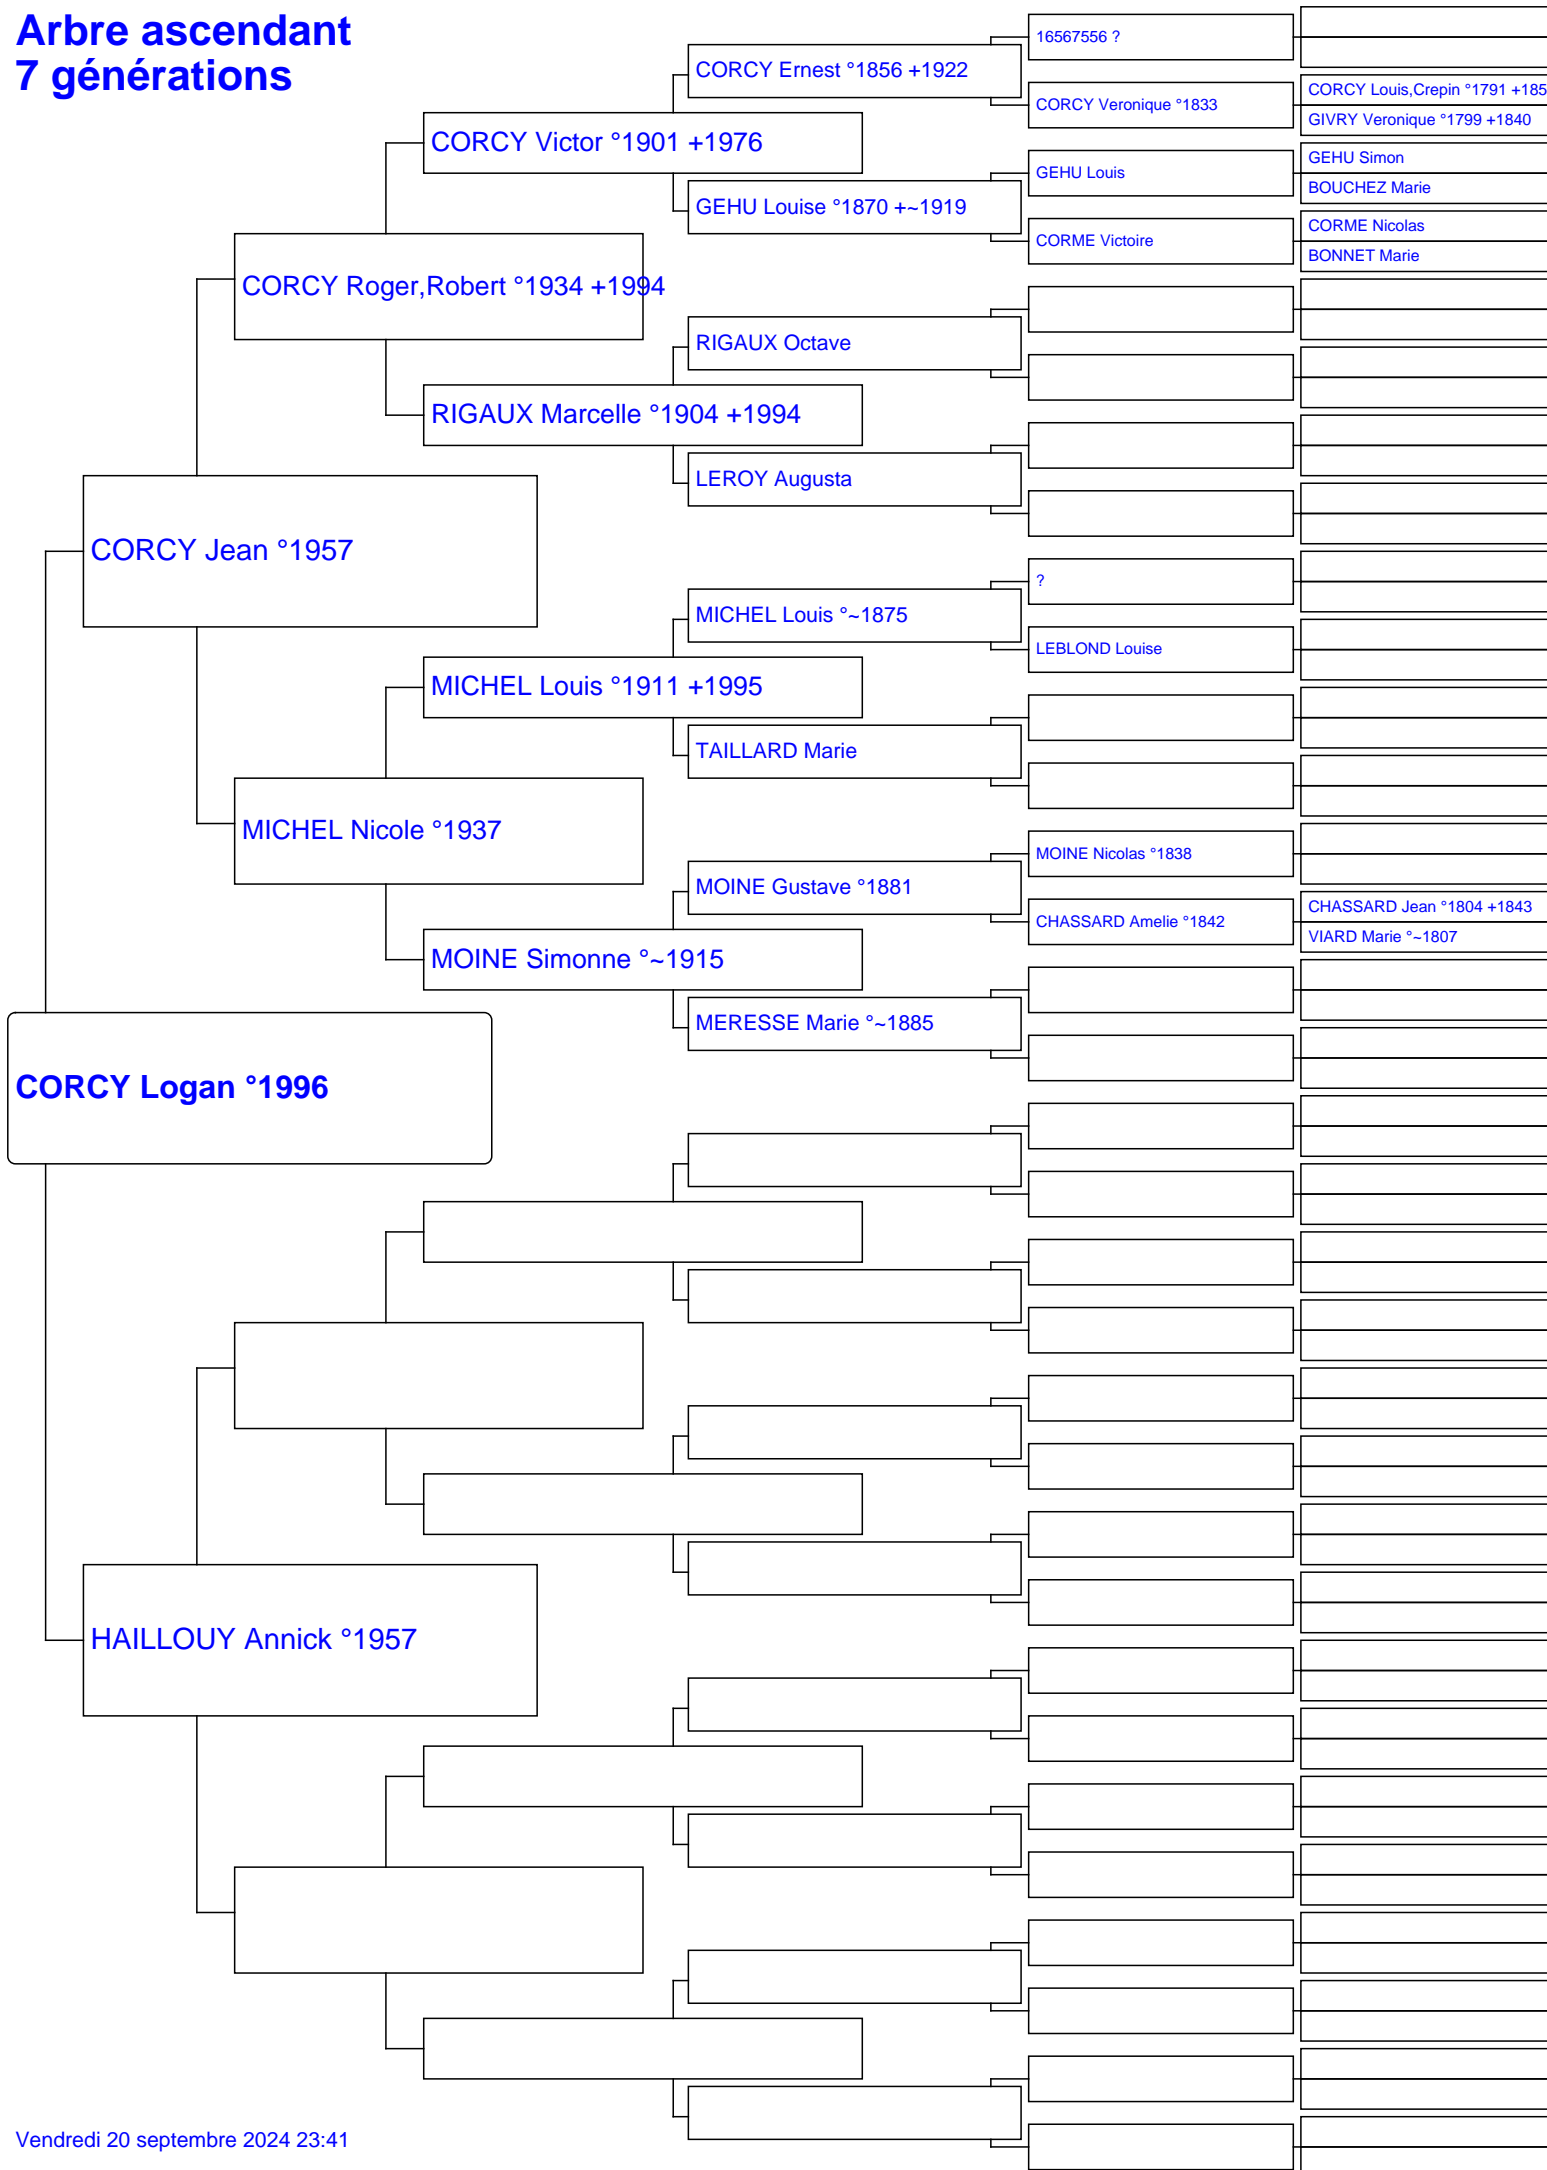 Arbre ascendant
7 générations
16567556 ?
CORCY Ernest °1856 +1922
CORCY Louis,Crepin °1791 +185
CORCY Veronique °1833
GIVRY Veronique °1799 +1840
CORCY Victor °1901 +1976
GEHU Simon
GEHU Louis
BOUCHEZ Marie
GEHU Louise °1870 +~1919
CORME Nicolas
CORME Victoire
BONNET Marie
CORCY Roger,Robert °1934 +1994
RIGAUX Octave
RIGAUX Marcelle °1904 +1994
LEROY Augusta
CORCY Jean °1957
?
MICHEL Louis °~1875
LEBLOND Louise
MICHEL Louis °1911 +1995
TAILLARD Marie
MICHEL Nicole °1937
MOINE Nicolas °1838
MOINE Gustave °1881
CHASSARD Jean °1804 +1843
CHASSARD Amelie °1842
VIARD Marie °~1807
MOINE Simonne °~1915
MERESSE Marie °~1885
CORCY Logan °1996
HAILLOUY Annick °1957
Vendredi 20 septembre 2024 23:41